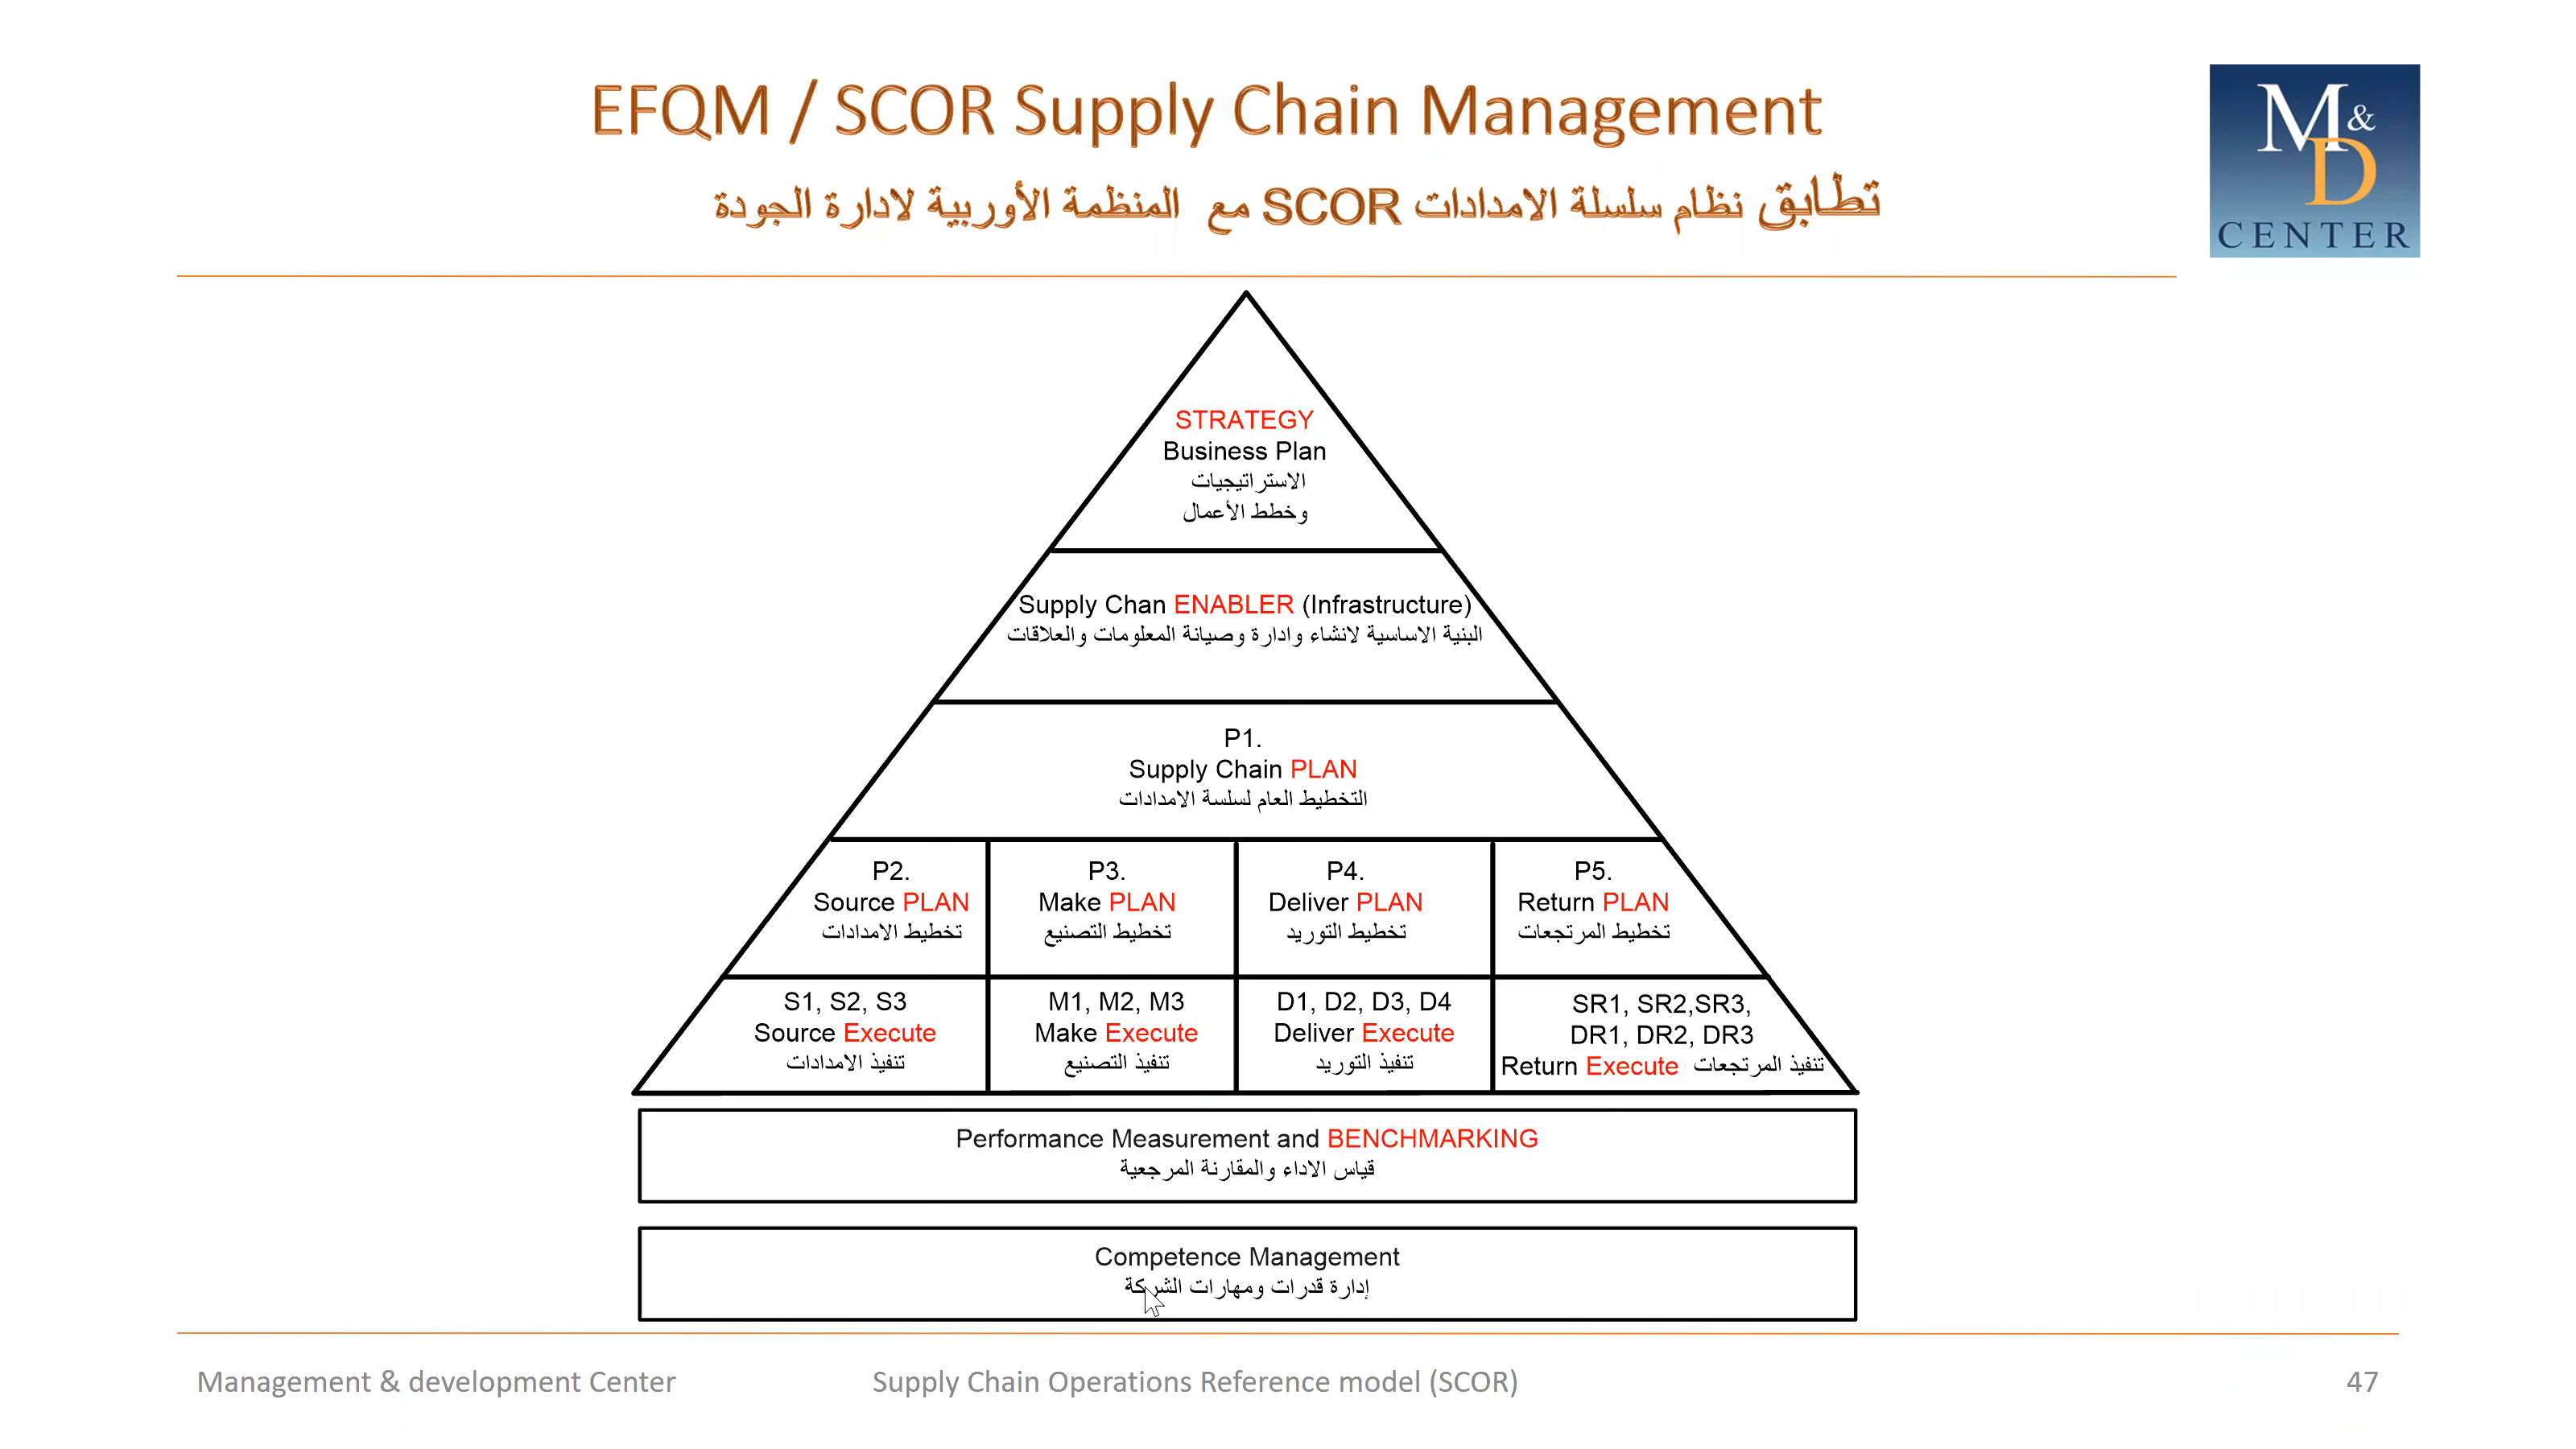 EFQM / SCOR Supply Chain Management
تطابق نظام سلسلة الامدادات SCOR مع المنظمة الأوربية لادارة الجودة
M&D
CENTER
STRATEGY
Business Plan
الاستراتيجيات
وخطط الأعمال
Supply Chan ENABLER (Infrastructure)
البنية الاساسية لانشاء وادارة وصيانة المعلومات والعلاقات
P1.
Supply Chain PLAN
التخطيط العام لسلسة الامدادات
P2.
Source PLAN
تخطيط الامدادات
P3.
Make PLAN
تخطيط التصنيع
P4.
Deliver PLAN
تخطيط التوريد
P5.
Return PLAN
تخطيط المرتجعات
S1, S2, S3
Source Execute
تنفيذ الامدادات
M1, M2, M3
Make Execute
تنفيذ التصنيع
D1, D2, D3, D4
Deliver Execute
تنفيذ التوريد
SR1, SR2,SR3,
DR1, DR2, DR3
Return Execute تنفيذ المرتجعات
Performance Measurement and BENCHMARKING
قياس الاداء والمقارنة المرجعية
Competence Management
إدارة قدرات ومهارات الشركة
Management & development Center
Supply Chain Operations Reference model (SCOR)
47